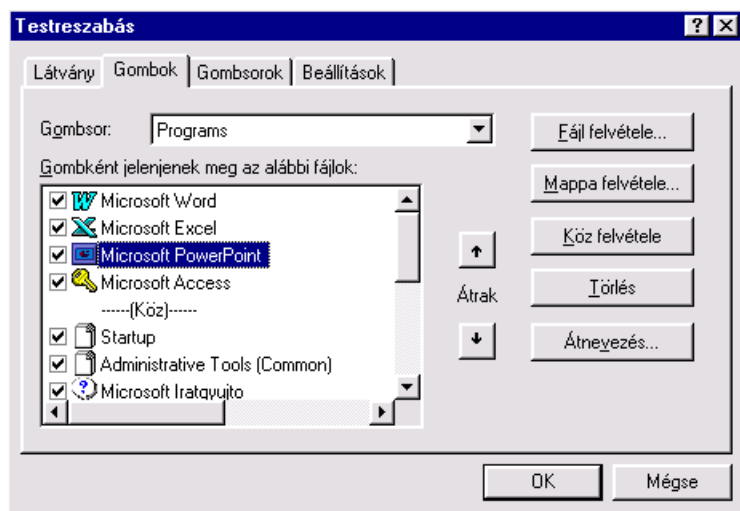 Testreszabás
Látvány Gombok Gombsorok Beállítások
Gombsor: Programs
Fájl felvétele...
Gombként jelenjenek meg az alábbi fájlok:
Mappa felvétele...
Microsoft Word
Microsoft Excel
Köz felvétele
Microsoft PowerPoint
Microsoft Access
Átrak
Törlés
------(Köz)------
Startup
Átnevezés...
Administrative Tools (Common)
Microsoft Iratgyujto
OK Mégse